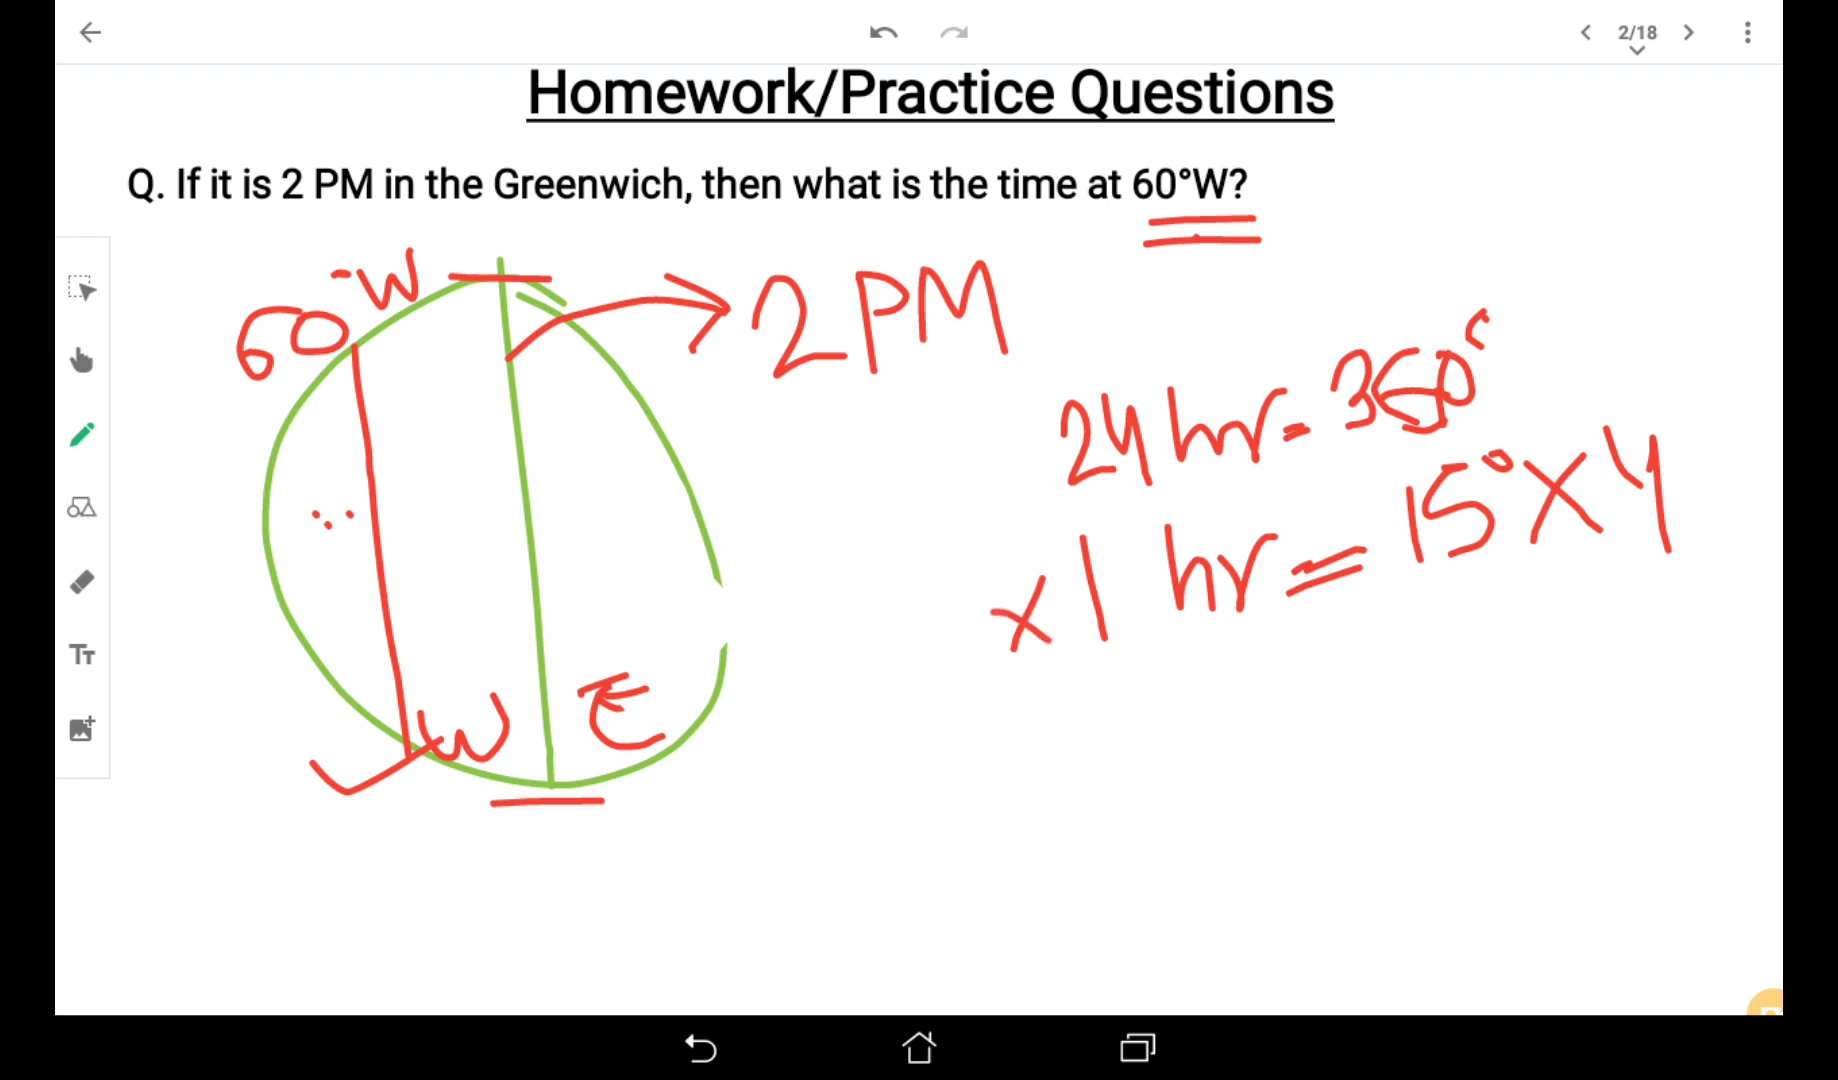 2/18
Homework/Practice Questions
Q. If it is 2 PM in the Greenwich, then what is the time at 60°W?
60°W
2 PM
24 hr = 360°
x 1 hr = 15° X 4
W E
Tт